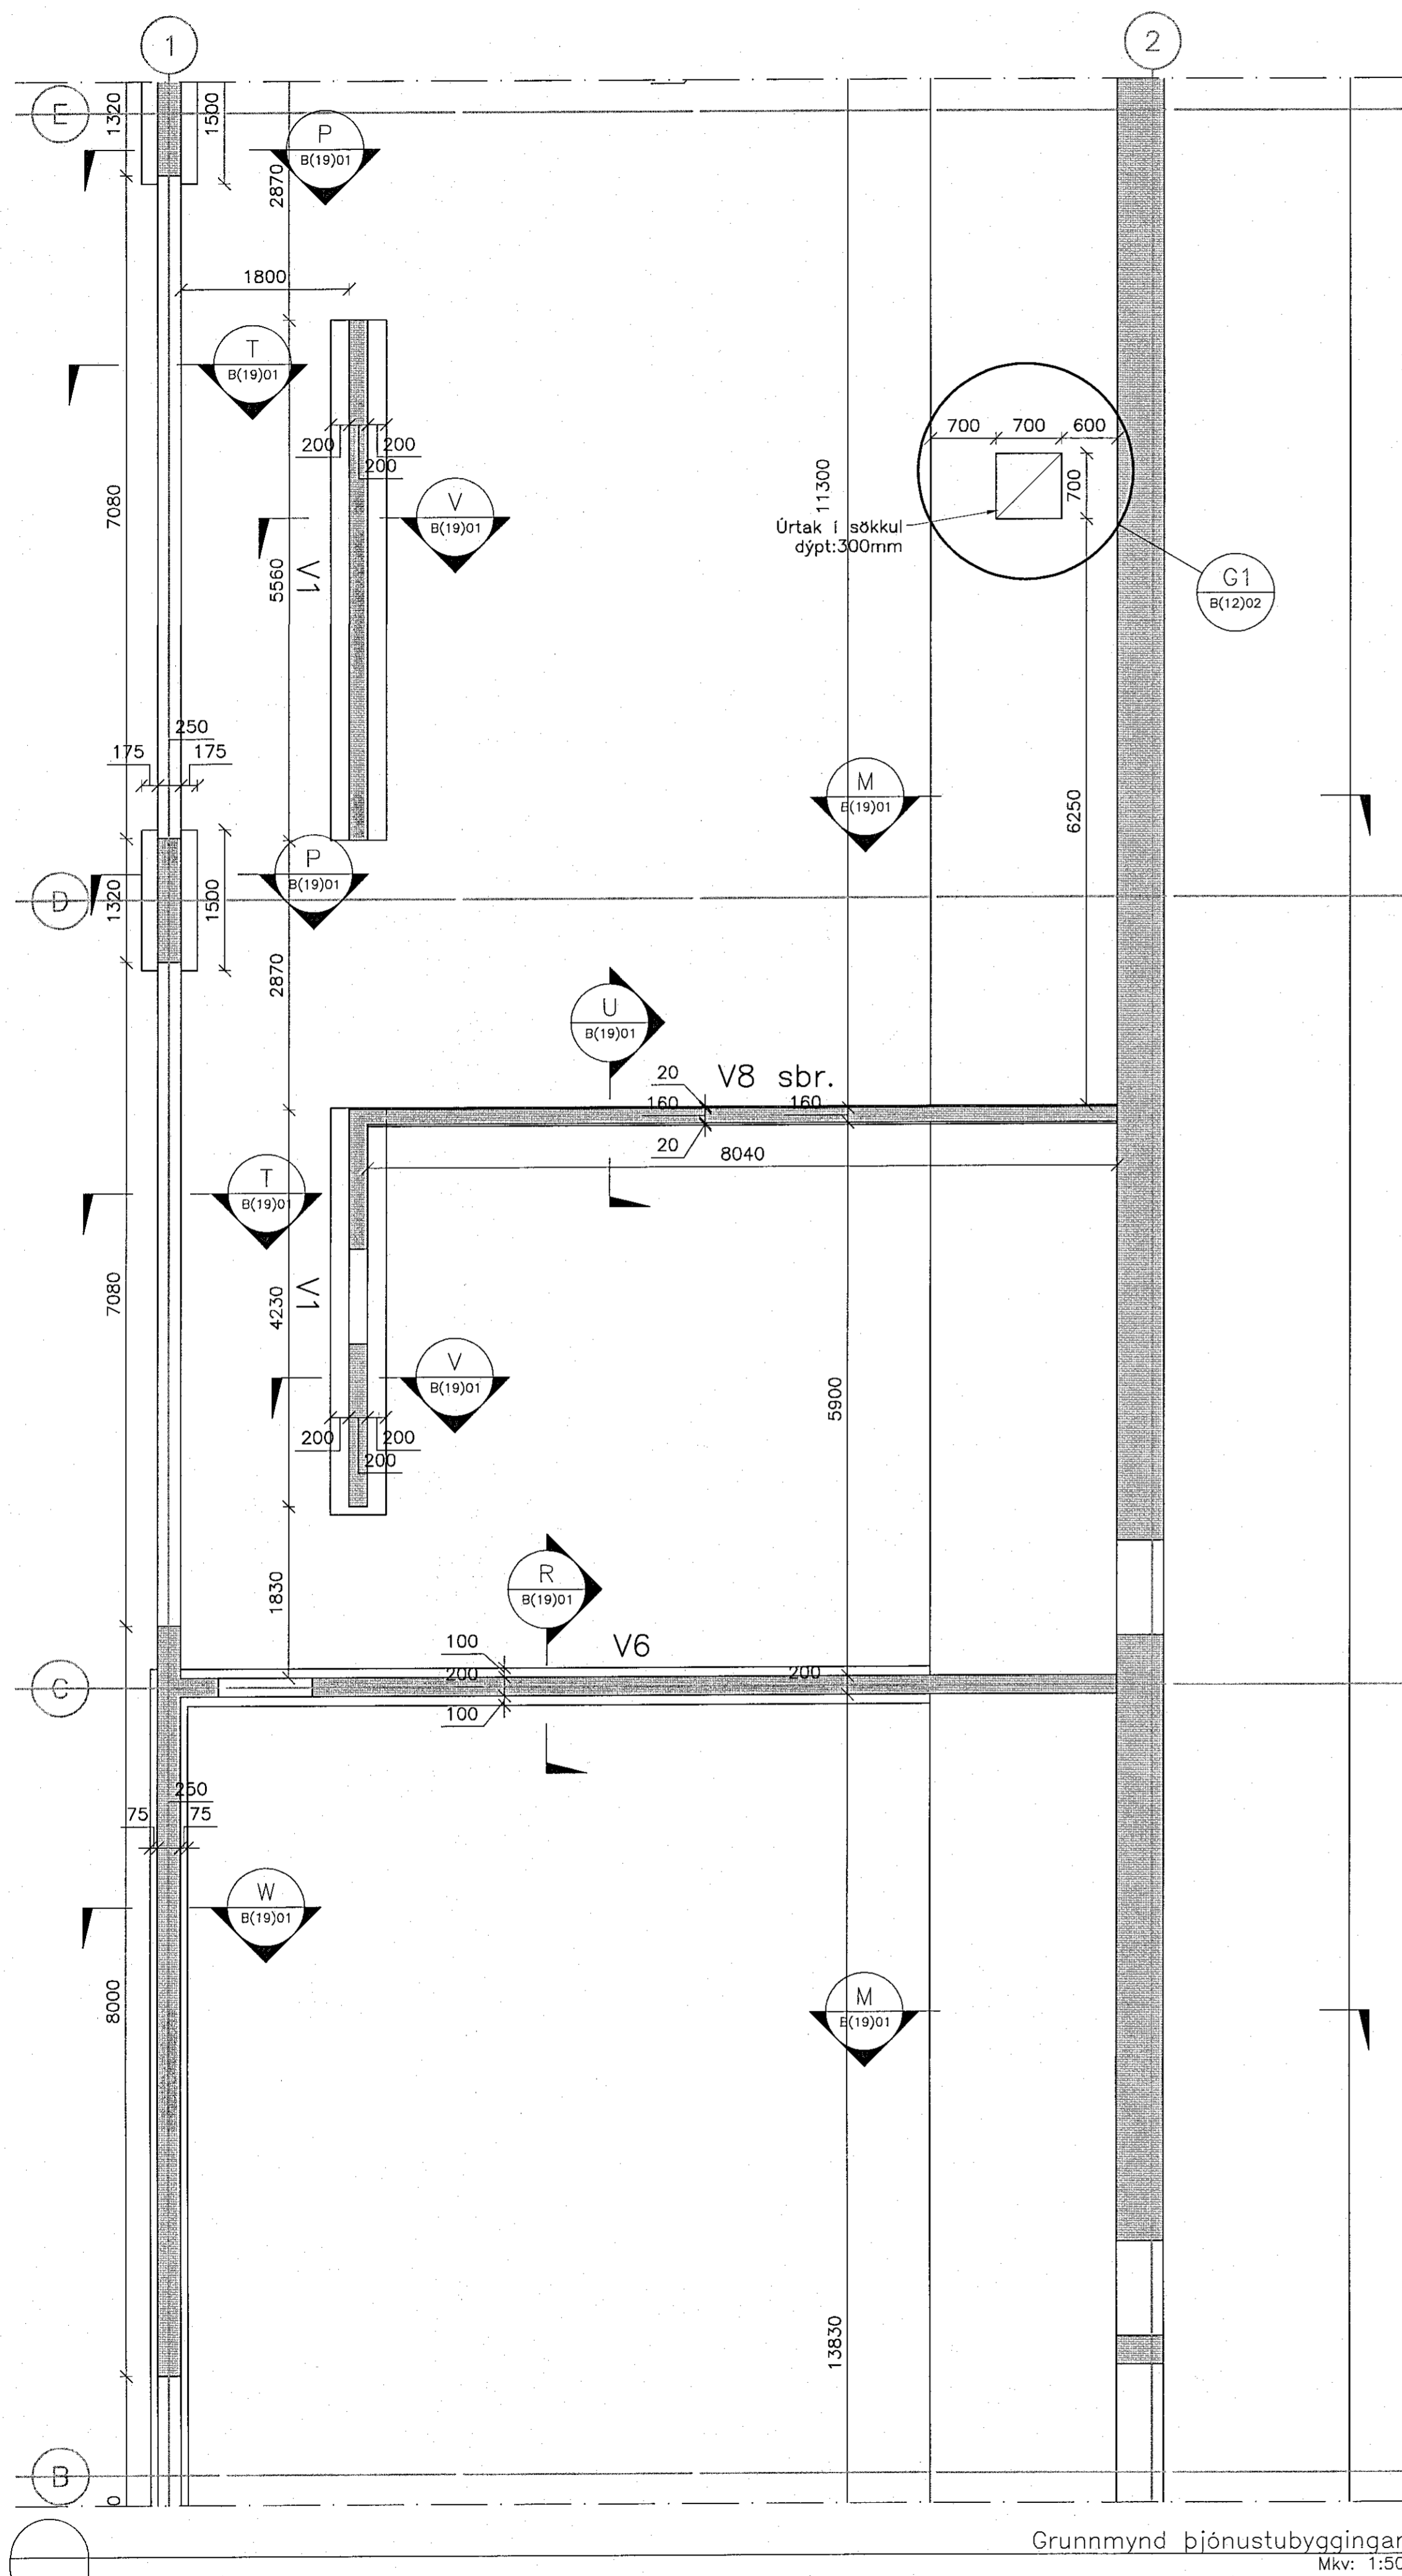 1
2
E
1320
1500
P
B(19)01
2870
1800
T
B(19)01
200
200
200
700
700
600
700
11300
7080
V
B(19)01
Úrtak í sökkul
dýpt:300mm
5560
V1
G1
B(12)02
250
175
175
M
B(19)01
6250
P
B(19)01
D
1320
1500
2870
U
B(19)01
20
V8 sbr.
160
160
20
8040
T
B(19)01
7080
4230
V1
V
B(19)01
5900
200
200
200
R
B(19)01
1830
100
V6
200
200
C
100
250
75
75
W
B(19)01
8000
M
B(19)01
13830
B
0
Grunnmynd þjónustubyggingar
Mkv: 1:50